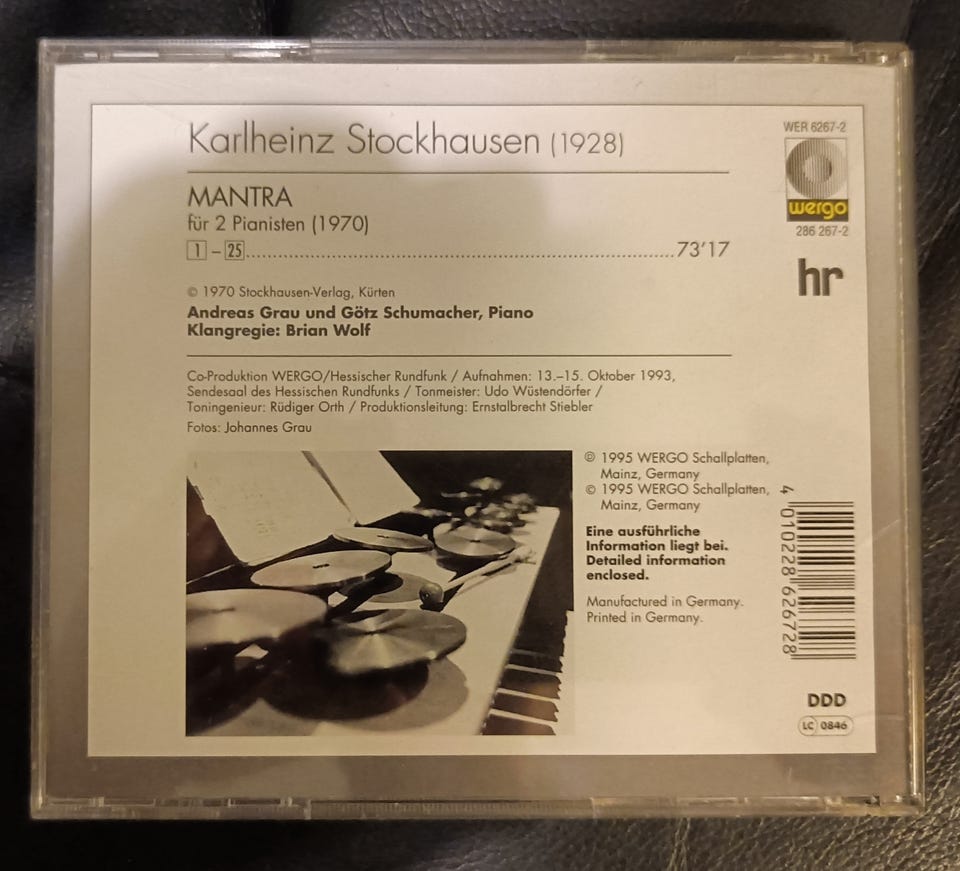 Karlheinz Stockhausen (1928)
MANTRA
für 2 Pianisten (1970)
1 – 25 ........................................ 73'17
© 1970 Stockhausen-Verlag, Kürten
Andreas Grau und Götz Schumacher, Piano
Klangregie: Brian Wolf
Co-Produktion WERGO/Hessischer Rundfunk / Aufnahmen: 13.–15. Oktober 1993,
Sendesaal des Hessischen Rundfunks / Tonmeister: Udo Wüstendörfer /
Toningenieur: Rüdiger Orth / Produktionsleitung: Ernstalbrecht Stiebler
Fotos: Johannes Grau
WER 6267-2
wergo
286 267-2
hr
℗ 1995 WERGO Schallplatten,
Mainz, Germany
© 1995 WERGO Schallplatten,
Mainz, Germany
Eine ausführliche
Information liegt bei.
Detailed information
enclosed.
Manufactured in Germany.
Printed in Germany.
4 010228 626728
DDD
LC 0846